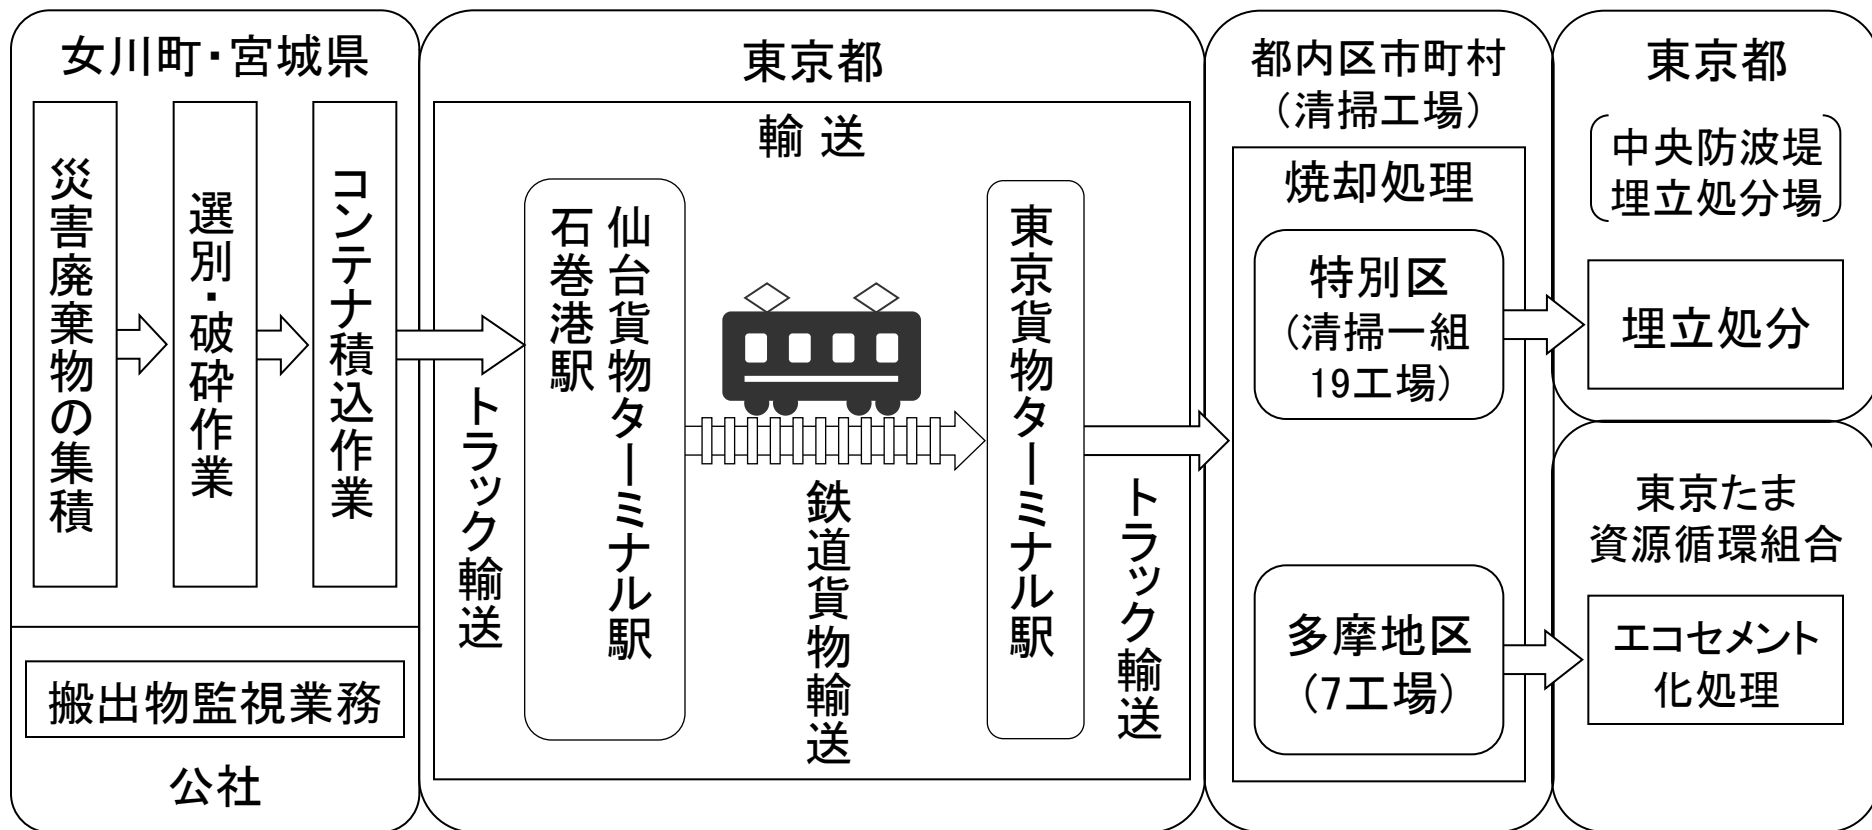 女川町・宮城県
災害廃棄物の集積
選別・破砕作業
コンテナ積込作業
搬出物監視業務
公社
東京都
輸 送
トラック輸送
仙台貨物ターミナル駅
石巻港駅
鉄道貨物輸送
東京貨物ターミナル駅
トラック輸送
都内区市町村
（清掃工場）
焼却処理
特別区
（清掃一組
19工場）
多摩地区
（7工場）
東京都
中央防波堤
埋立処分場
埋立処分
東京たま
資源循環組合
エコセメント
化処理